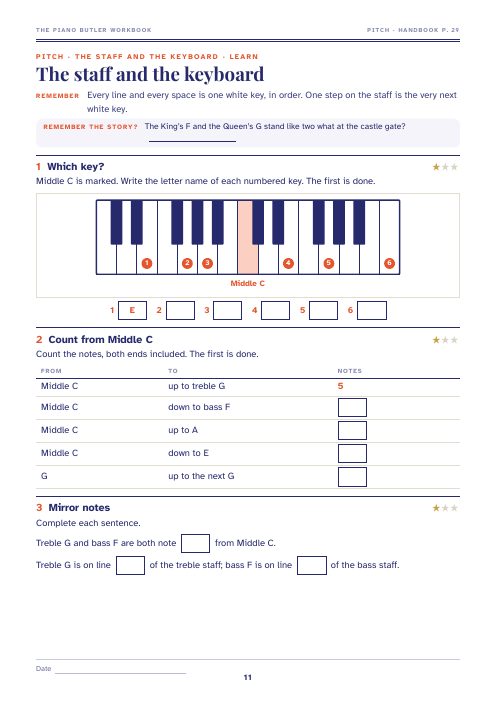 THE PIANO BUTLER WORKBOOK
PITCH · HANDBOOK P. 29
PITCH · THE STAFF AND THE KEYBOARD · LEARN
The staff and the keyboard
REMEMBER Every line and every space is one white key, in order. One step on the staff is the very next
white key.
REMEMBER THE STORY? The King's F and the Queen's G stand like two what at the castle gate?
1 Which key?
Middle C is marked. Write the letter name of each numbered key. The first is done.
1 2 3 4 5 6
Middle C
1 E 2 3 4 5 6
2 Count from Middle C
Count the notes, both ends included. The first is done.
FROM TO NOTES
Middle C up to treble G 5
Middle C down to bass F
Middle C up to A
Middle C down to E
G up to the next G
3 Mirror notes
Complete each sentence.
Treble G and bass F are both note from Middle C.
Treble G is on line of the treble staff; bass F is on line of the bass staff.
Date
11